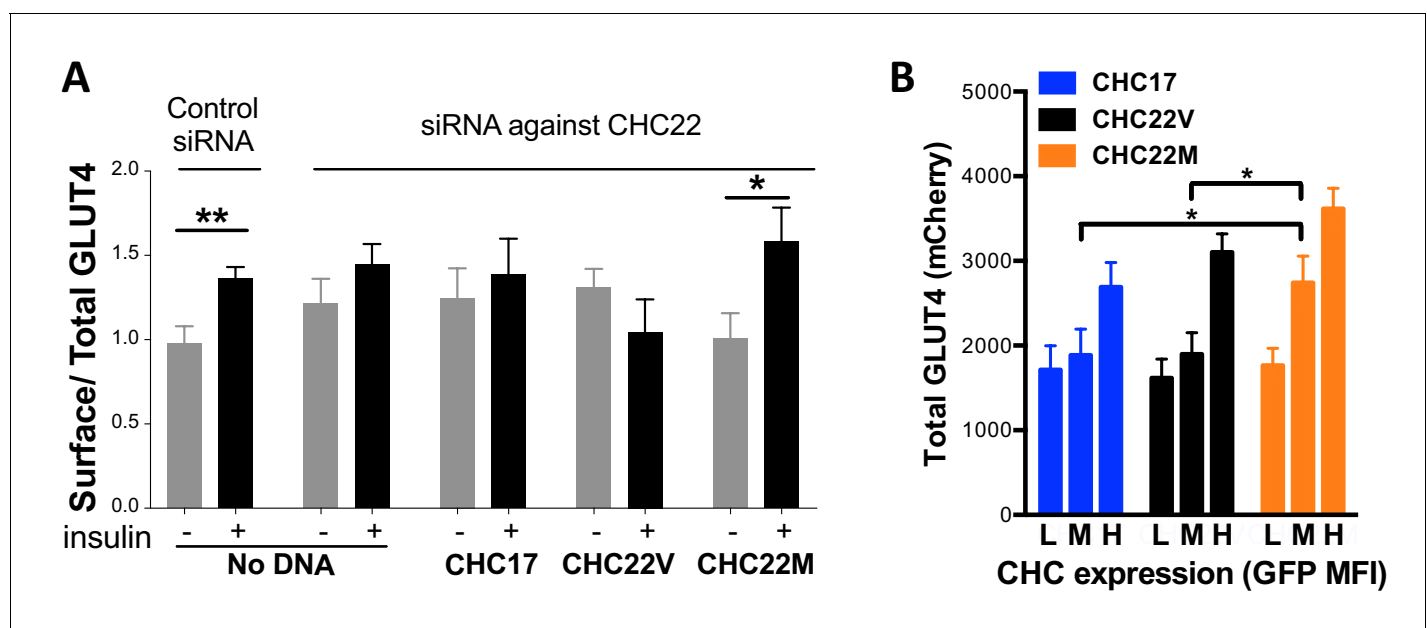 A
Control
siRNA
siRNA against CHC22
Surface/ Total GLUT4
2.0
1.5
1.0
0.5
0.0
**
*
insulin - + - + - + - + - +
No DNA CHC17 CHC22V CHC22M
B
CHC17
CHC22V
CHC22M
Total GLUT4 (mCherry)
5000
4000
3000
2000
1000
0
*
*
L M H L M H L M H
CHC expression (GFP MFI)